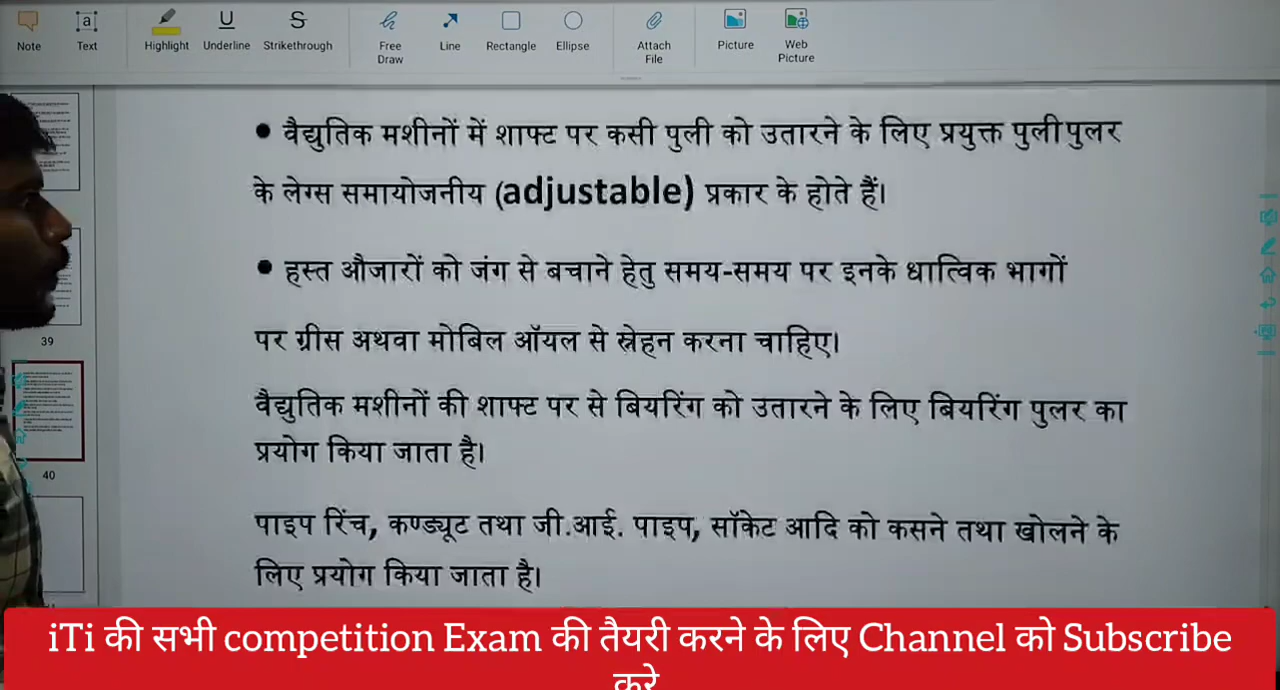 Note
Text
Highlight
Underline
Strikethrough
Free
Draw
Line
Rectangle
Ellipse
Attach
File
Picture
Web
Picture
• वैद्युतिक मशीनों में शाफ्ट पर कसी पुली को उतारने के लिए प्रयुक्त पुली पुलर
के लेग्स समायोजनीय (adjustable) प्रकार के होते हैं।
• हस्त औजारों को जंग से बचाने हेतु समय-समय पर इनके धात्विक भागों
पर ग्रीस अथवा मोबिल ऑयल से स्नेहन करना चाहिए।
वैद्युतिक मशीनों की शाफ्ट पर से बियरिंग को उतारने के लिए बियरिंग पुलर का
प्रयोग किया जाता है।
पाइप रिंच, कण्ड्यूट तथा जी.आई. पाइप, सॉकेट आदि को कसने तथा खोलने के
लिए प्रयोग किया जाता है।
39
40
iTi की सभी competition Exam की तैयरी करने के लिए Channel को Subscribe
करे